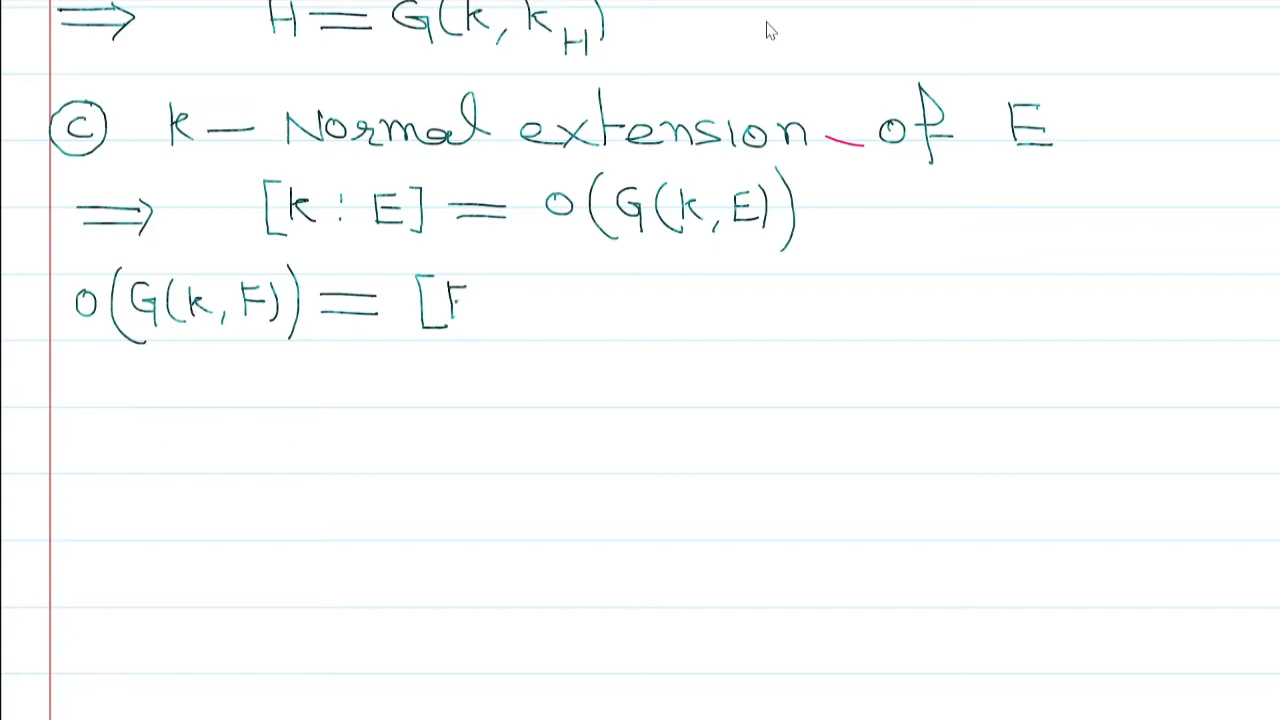 ⟹ H = G(K, K_H)
Ⓒ K – Normal extension of E
⟹ [K : E] = o(G(K, E))
o(G(K, F)) = [F